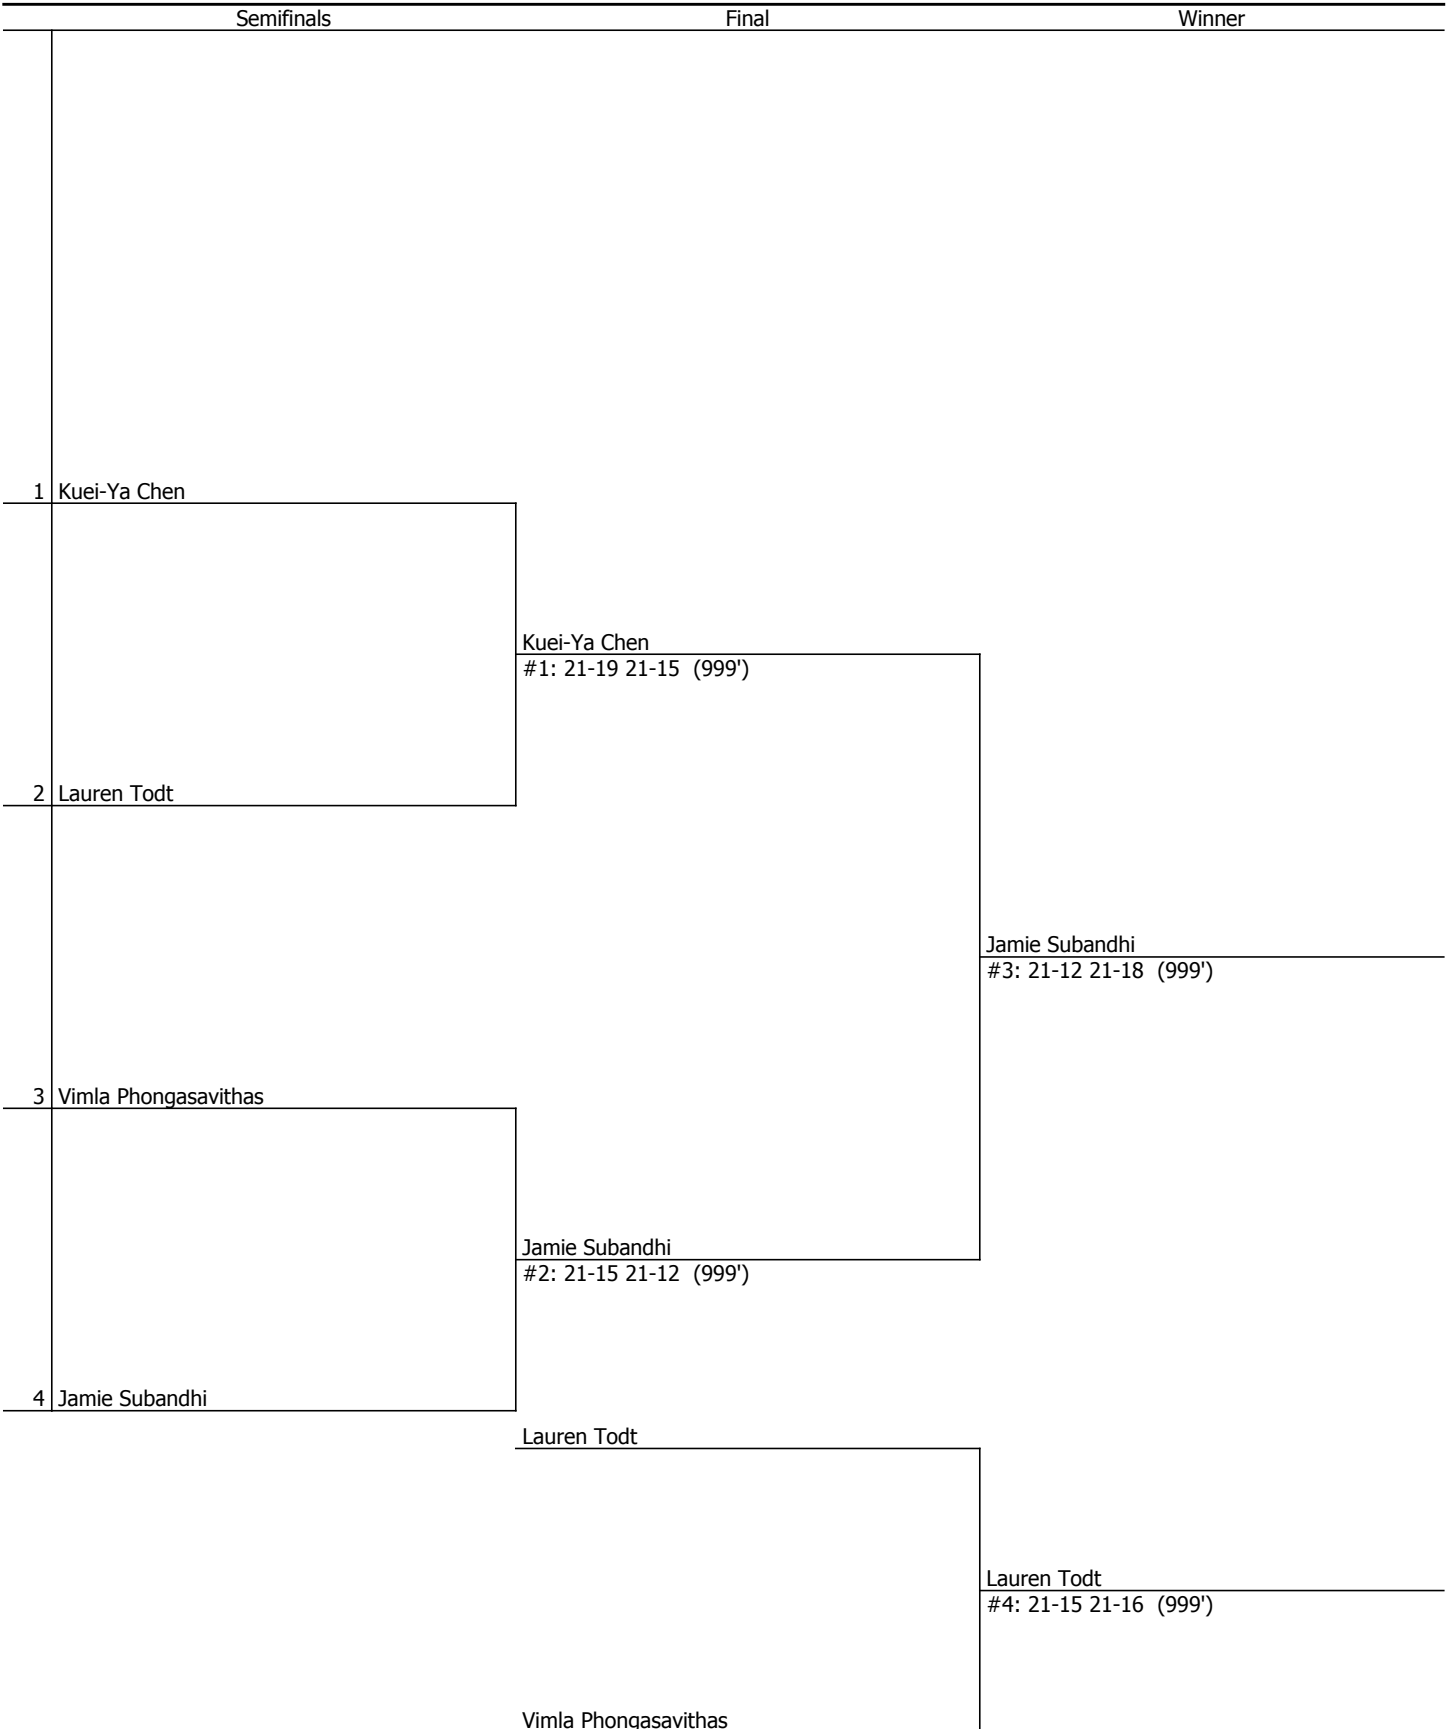 Semifinals Final Winner
1 Kuei-Ya Chen
Kuei-Ya Chen
#1: 21-19 21-15 (999')
2 Lauren Todt
Jamie Subandhi
#3: 21-12 21-18 (999')
3 Vimla Phongasavithas
Jamie Subandhi
#2: 21-15 21-12 (999')
4 Jamie Subandhi
Lauren Todt
Lauren Todt
#4: 21-15 21-16 (999')
Vimla Phongasavithas